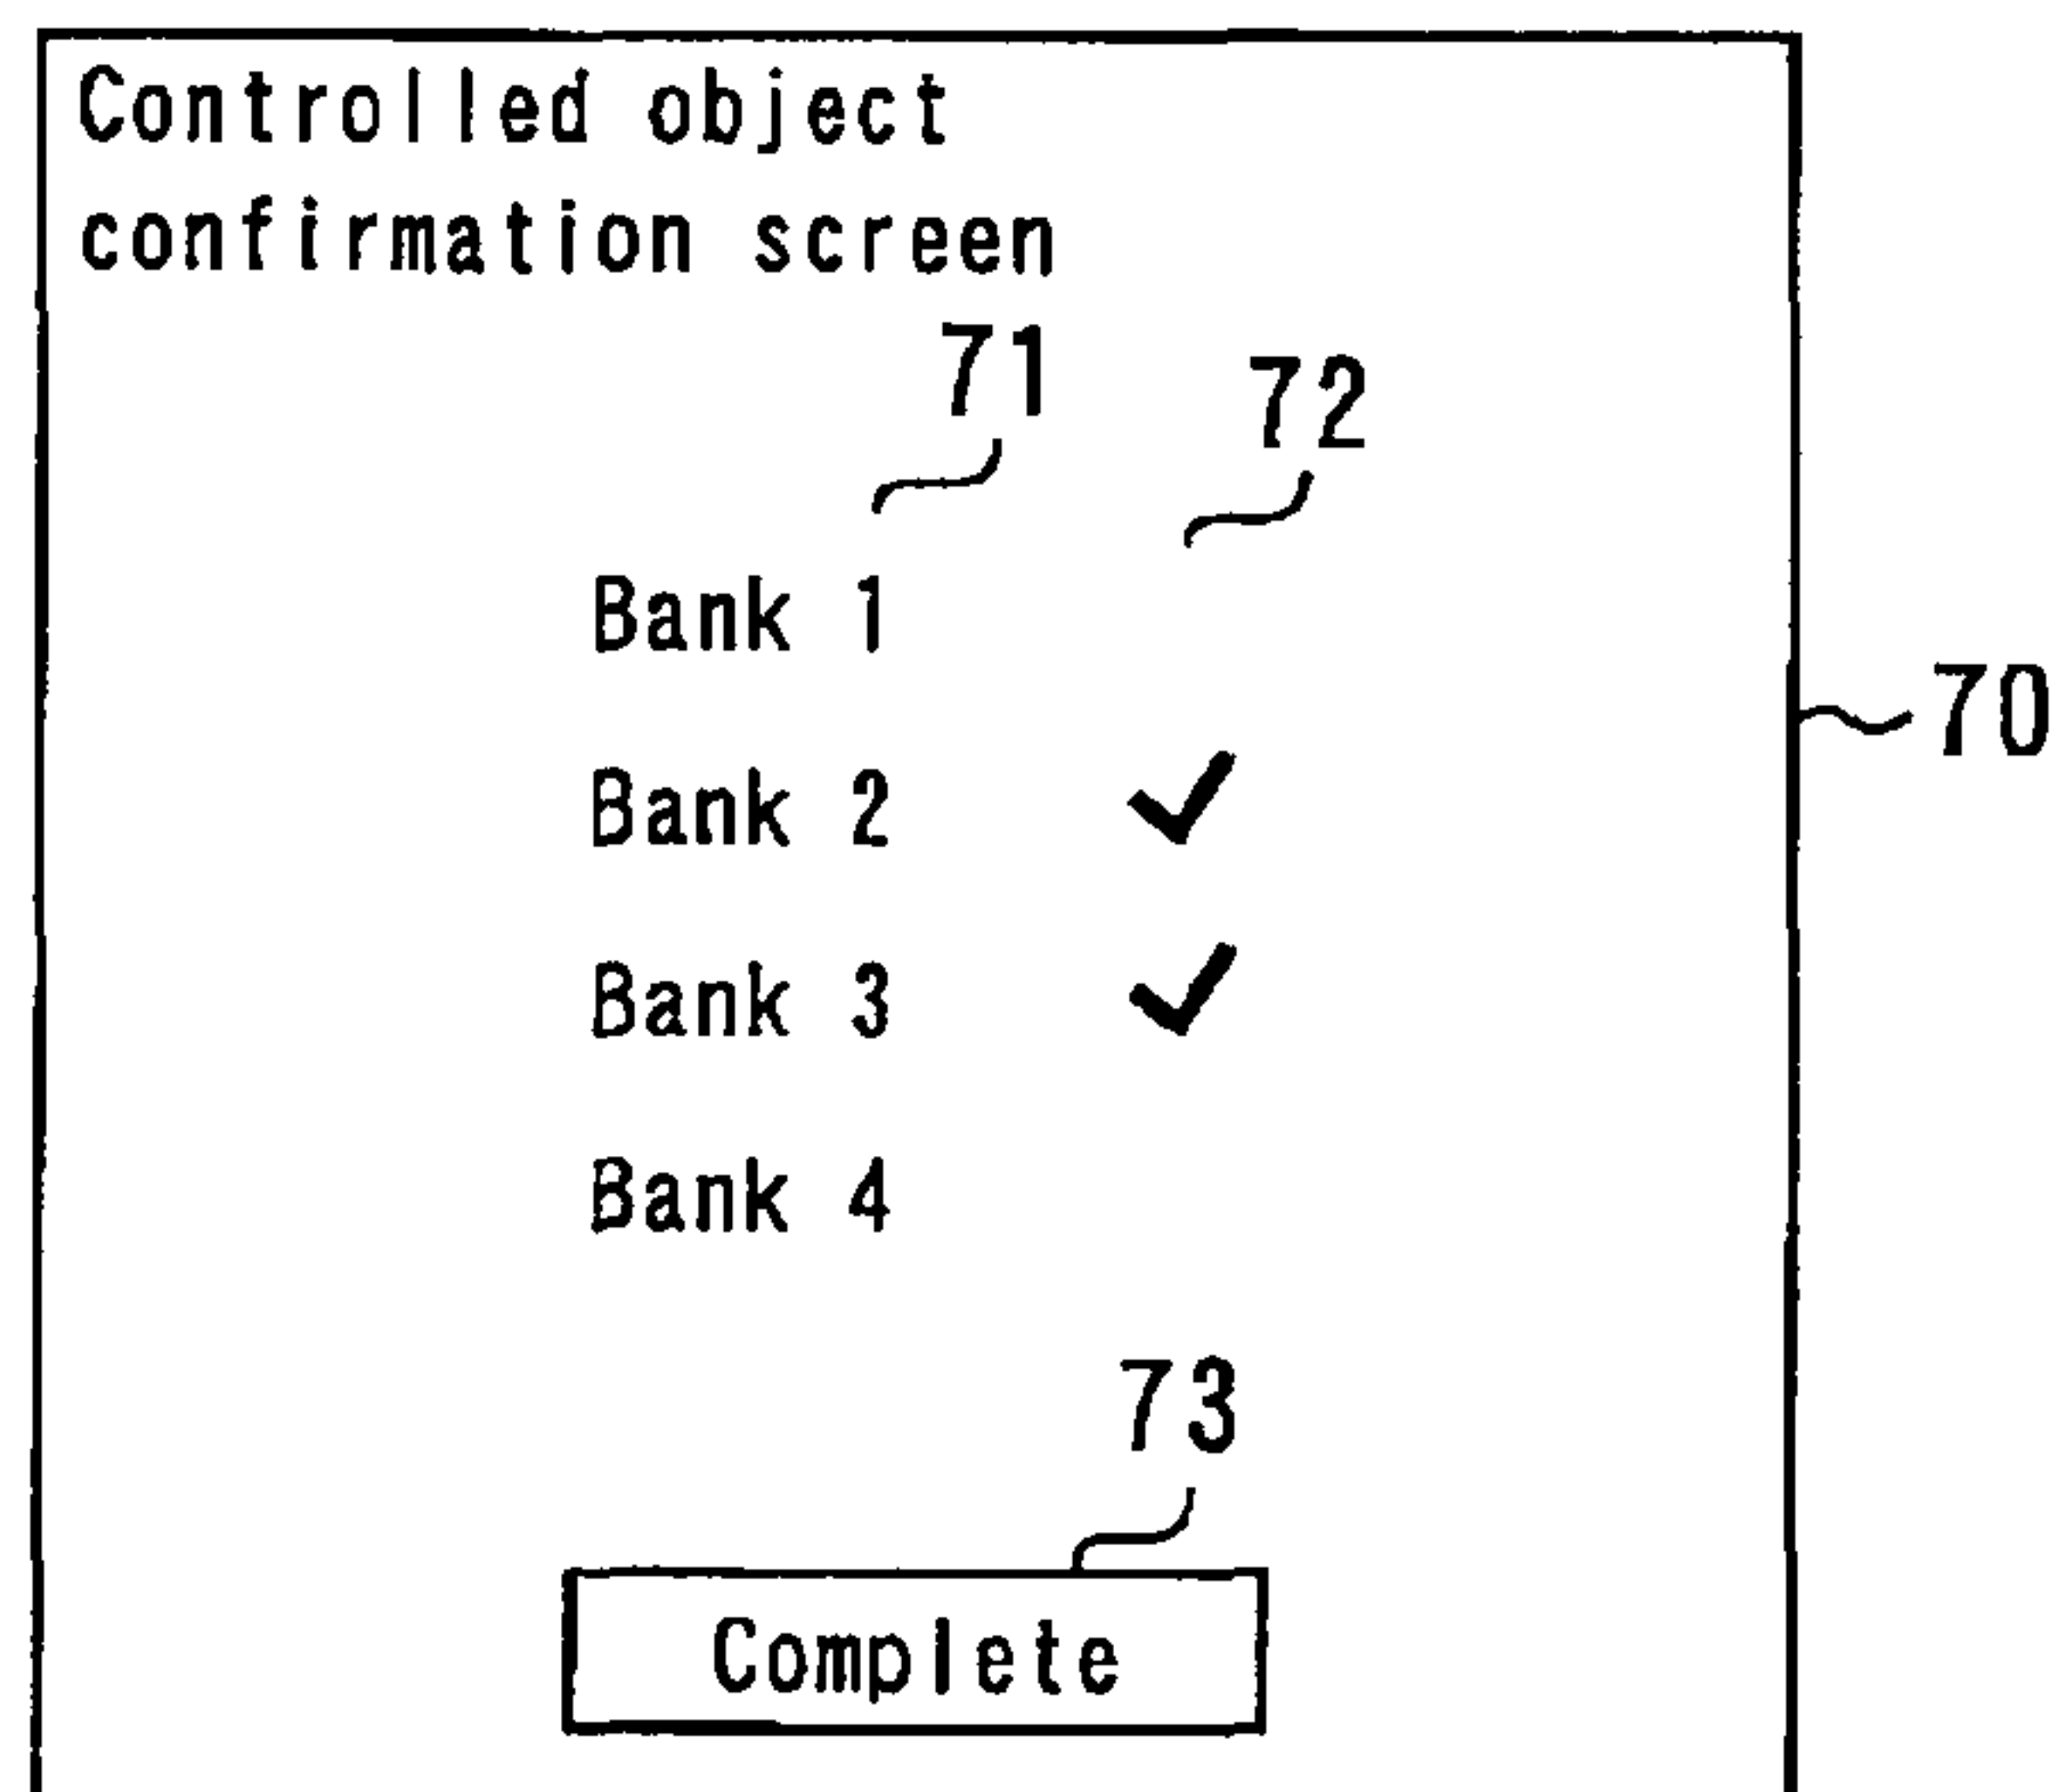 Controlled object
confirmation screen
71
72
Bank 1
70
Bank 2 ✓
Bank 3 ✓
Bank 4
73
Complete